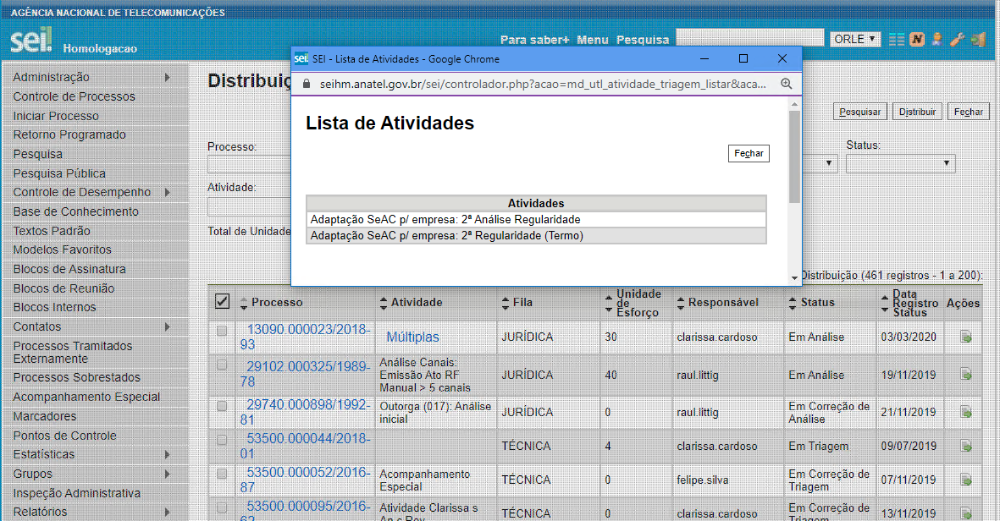 AGÊNCIA NACIONAL DE TELECOMUNICAÇÕES
sei!
Homologacao
Para saber+ Menu Pesquisa
ORLE
N
Administração
Controle de Processos
Iniciar Processo
Retorno Programado
Pesquisa
Pesquisa Pública
Controle de Desempenho
Base de Conhecimento
Textos Padrão
Modelos Favoritos
Blocos de Assinatura
Blocos de Reunião
Blocos Internos
Contatos
Processos Tramitados
Externamente
Processos Sobrestados
Acompanhamento Especial
Marcadores
Pontos de Controle
Estatísticas
Grupos
Inspeção Administrativa
Relatórios
sei! SEI - Lista de Atividades - Google Chrome
seihm.anatel.gov.br/sei/controlador.php?acao=md_utl_atividade_triagem_listar&aca...
Lista de Atividades
Fechar
Atividades
Adaptação SeAC p/ empresa: 2ª Análise Regularidade
Adaptação SeAC p/ empresa: 2ª Regularidade (Termo)
Distribuiç
Pesquisar Distribuir Fechar
Processo:
Status:
Atividade:
Total de Unidade
Distribuição (461 registros - 1 a 200):
Processo Atividade Fila Unidade de Esforço Responsável Status Data Registro Status Ações
13090.000023/2018-93 Múltiplas JURÍDICA 30 clarissa.cardoso Em Análise 03/03/2020
29102.000325/1989-78 Análise Canais: Emissão Ato RF Manual > 5 canais JURÍDICA 40 raul.littig Em Análise 19/11/2019
29740.000898/1992-81 Outorga (017): Análise inicial JURÍDICA 0 raul.littig Em Correção de Análise 21/11/2019
53500.000044/2018-01 TÉCNICA 4 clarissa.cardoso Em Triagem 09/07/2019
53500.000052/2016-87 Acompanhamento Especial TÉCNICA 0 felipe.silva Em Correção de Triagem 07/11/2019
53500.000095/2016- Atividade Clarissa s TÉCNICA 0 clarissa.cardoso Em Correção de Triagem 13/11/2019